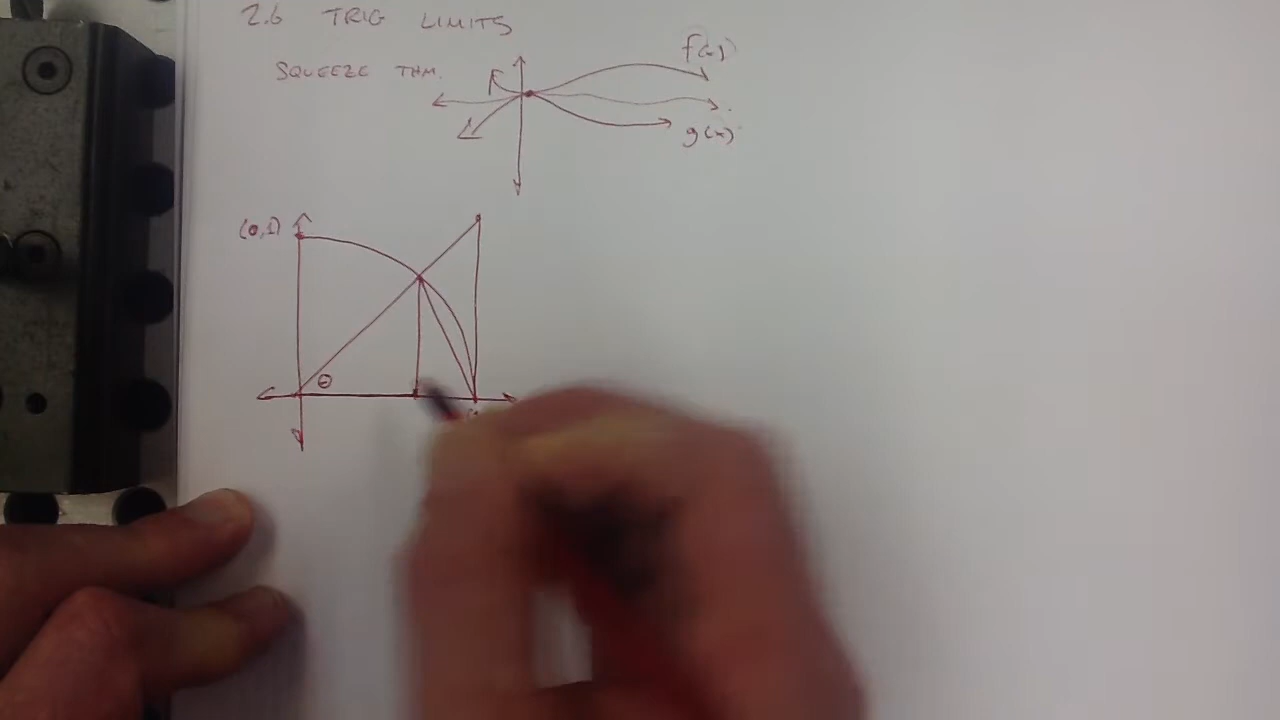 2.6 TRIG LIMITS
f(x)
SQUEEZE THM.
g(x)
(0,1)
θ